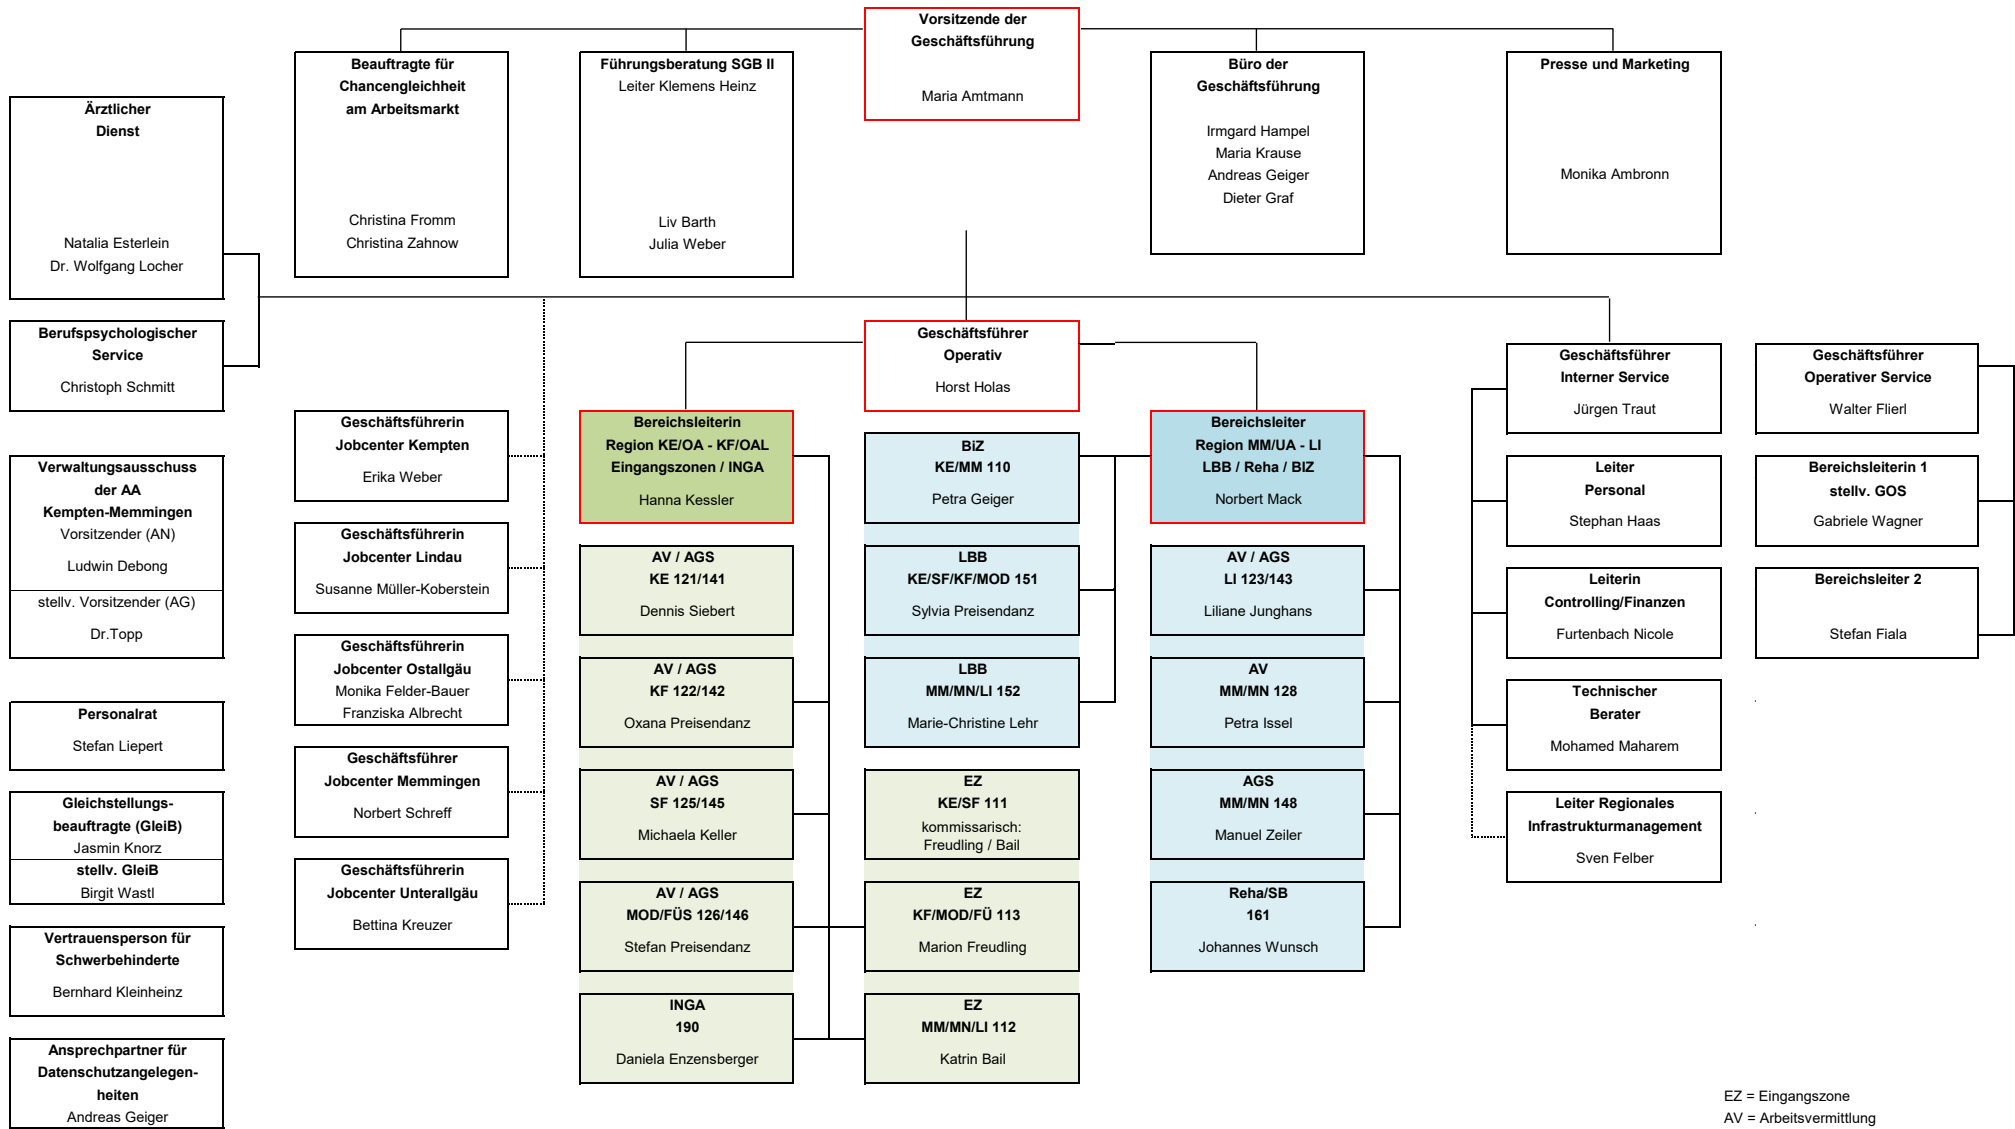 Vorsitzende der
Geschäftsführung
Maria Amtmann
Beauftragte für
Chancengleichheit
am Arbeitsmarkt
Christina Fromm
Christina Zahnow
Führungsberatung SGB II
Leiter Klemens Heinz
Liv Barth
Julia Weber
Büro der
Geschäftsführung
Irmgard Hampel
Maria Krause
Andreas Geiger
Dieter Graf
Presse und Marketing
Monika Ambronn
Ärztlicher
Dienst
Natalia Esterlein
Dr. Wolfgang Locher
Berufspsychologischer
Service
Christoph Schmitt
Verwaltungsausschuss
der AA
Kempten-Memmingen
Vorsitzender (AN)
Ludwin Debong
stellv. Vorsitzender (AG)
Dr.Topp
Personalrat
Stefan Liepert
Gleichstellungs-
beauftragte (GleiB)
Jasmin Knorz
stellv. GleiB
Birgit Wastl
Vertrauensperson für
Schwerbehinderte
Bernhard Kleinheinz
Ansprechpartner für
Datenschutzangelegen-
heiten
Andreas Geiger
Geschäftsführerin
Jobcenter Kempten
Erika Weber
Geschäftsführerin
Jobcenter Lindau
Susanne Müller-Koberstein
Geschäftsführerin
Jobcenter Ostallgäu
Monika Felder-Bauer
Franziska Albrecht
Geschäftsführer
Jobcenter Memmingen
Norbert Schreff
Geschäftsführerin
Jobcenter Unterallgäu
Bettina Kreuzer
Geschäftsführer
Operativ
Horst Holas
Bereichsleiterin
Region KE/OA - KF/OAL
Eingangszonen / INGA
Hanna Kessler
AV / AGS
KE 121/141
Dennis Siebert
AV / AGS
KF 122/142
Oxana Preisendanz
AV / AGS
SF 125/145
Michaela Keller
AV / AGS
MOD/FÜS 126/146
Stefan Preisendanz
INGA
190
Daniela Enzensberger
BiZ
KE/MM 110
Petra Geiger
LBB
KE/SF/KF/MOD 151
Sylvia Preisendanz
LBB
MM/MN/LI 152
Marie-Christine Lehr
EZ
KE/SF 111
kommissarisch:
Freudling / Bail
EZ
KF/MOD/FÜ 113
Marion Freudling
EZ
MM/MN/LI 112
Katrin Bail
Bereichsleiter
Region MM/UA - LI
LBB / Reha / BIZ
Norbert Mack
AV / AGS
LI 123/143
Liliane Junghans
AV
MM/MN 128
Petra Issel
AGS
MM/MN 148
Manuel Zeiler
Reha/SB
161
Johannes Wunsch
Geschäftsführer
Interner Service
Jürgen Traut
Leiter
Personal
Stephan Haas
Leiterin
Controlling/Finanzen
Furtenbach Nicole
Technischer
Berater
Mohamed Maharem
Leiter Regionales
Infrastrukturmanagement
Sven Felber
Geschäftsführer
Operativer Service
Walter Flierl
Bereichsleiterin 1
stellv. GOS
Gabriele Wagner
Bereichsleiter 2
Stefan Fiala
EZ = Eingangszone
AV = Arbeitsvermittlung